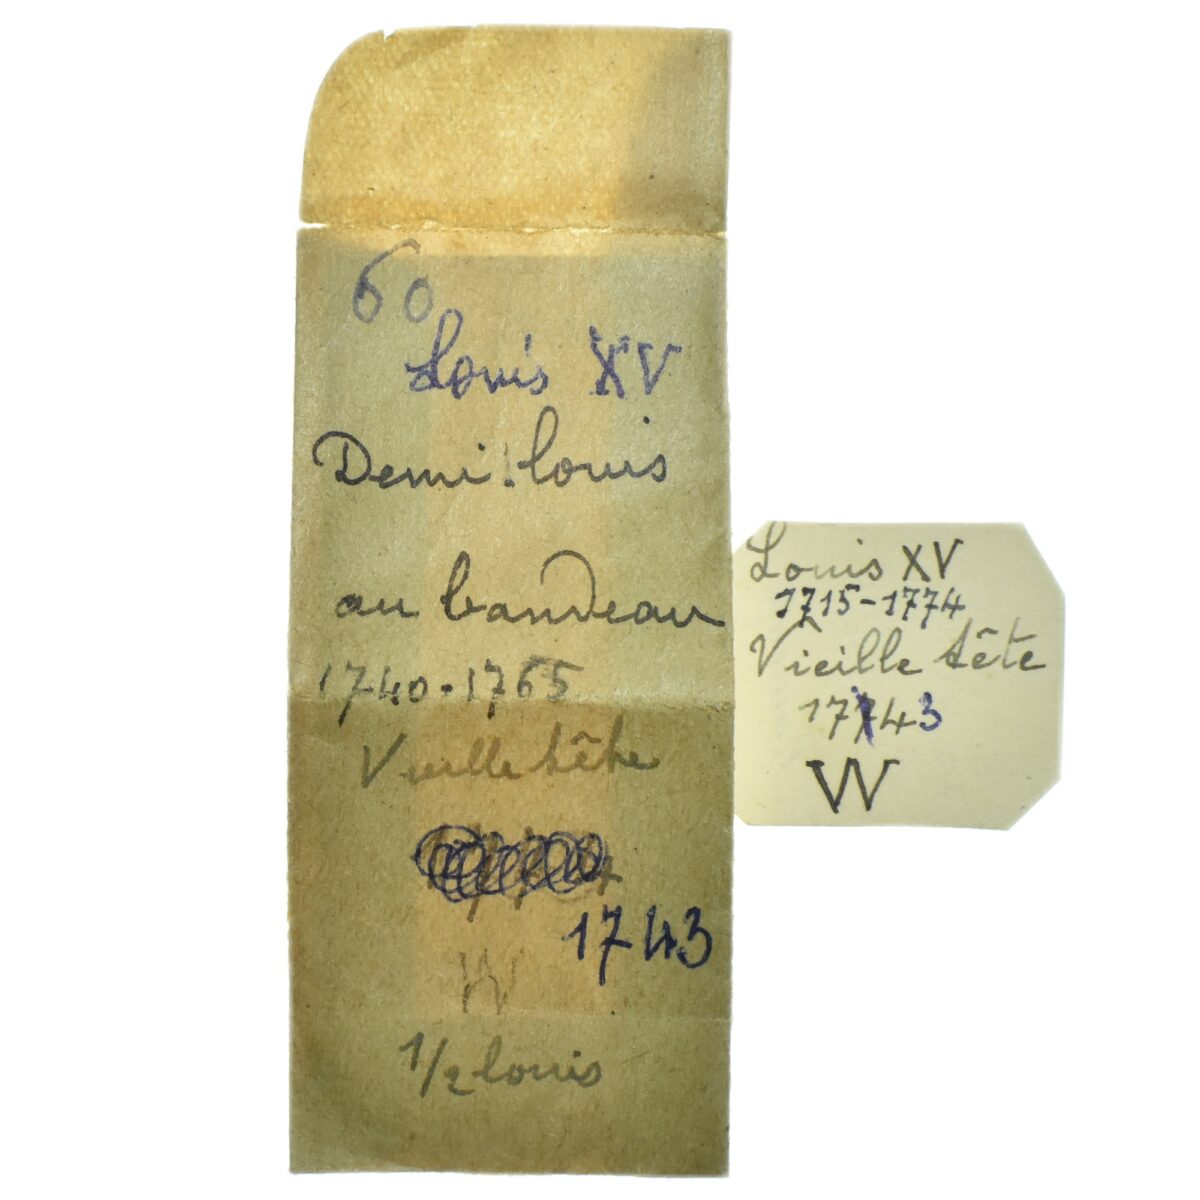 60
Louis XV
Demi-louis
au bandeau
1740-1765
Vieille tête
1743
W
1/2 louis
Louis XV
1715-1774
Vieille tête
1743
W